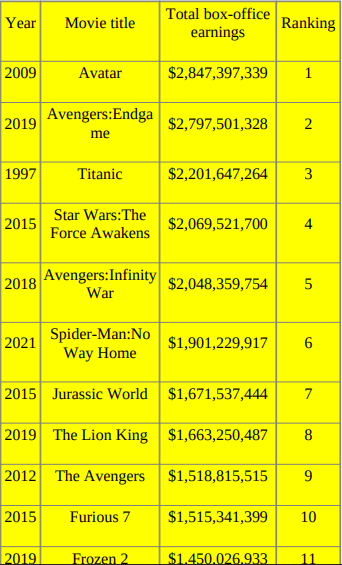 Year Movie title Total box-office earnings Ranking
2009 Avatar $2,847,397,339 1
2019 Avengers:Endga
me $2,797,501,328 2
1997 Titanic $2,201,647,264 3
2015 Star Wars:The
Force Awakens $2,069,521,700 4
2018 Avengers:Infinity
War $2,048,359,754 5
2021 Spider-Man:No
Way Home $1,901,229,917 6
2015 Jurassic World $1,671,537,444 7
2019 The Lion King $1,663,250,487 8
2012 The Avengers $1,518,815,515 9
2015 Furious 7 $1,515,341,399 10
2019 Frozen 2 $1,450,026,933 11